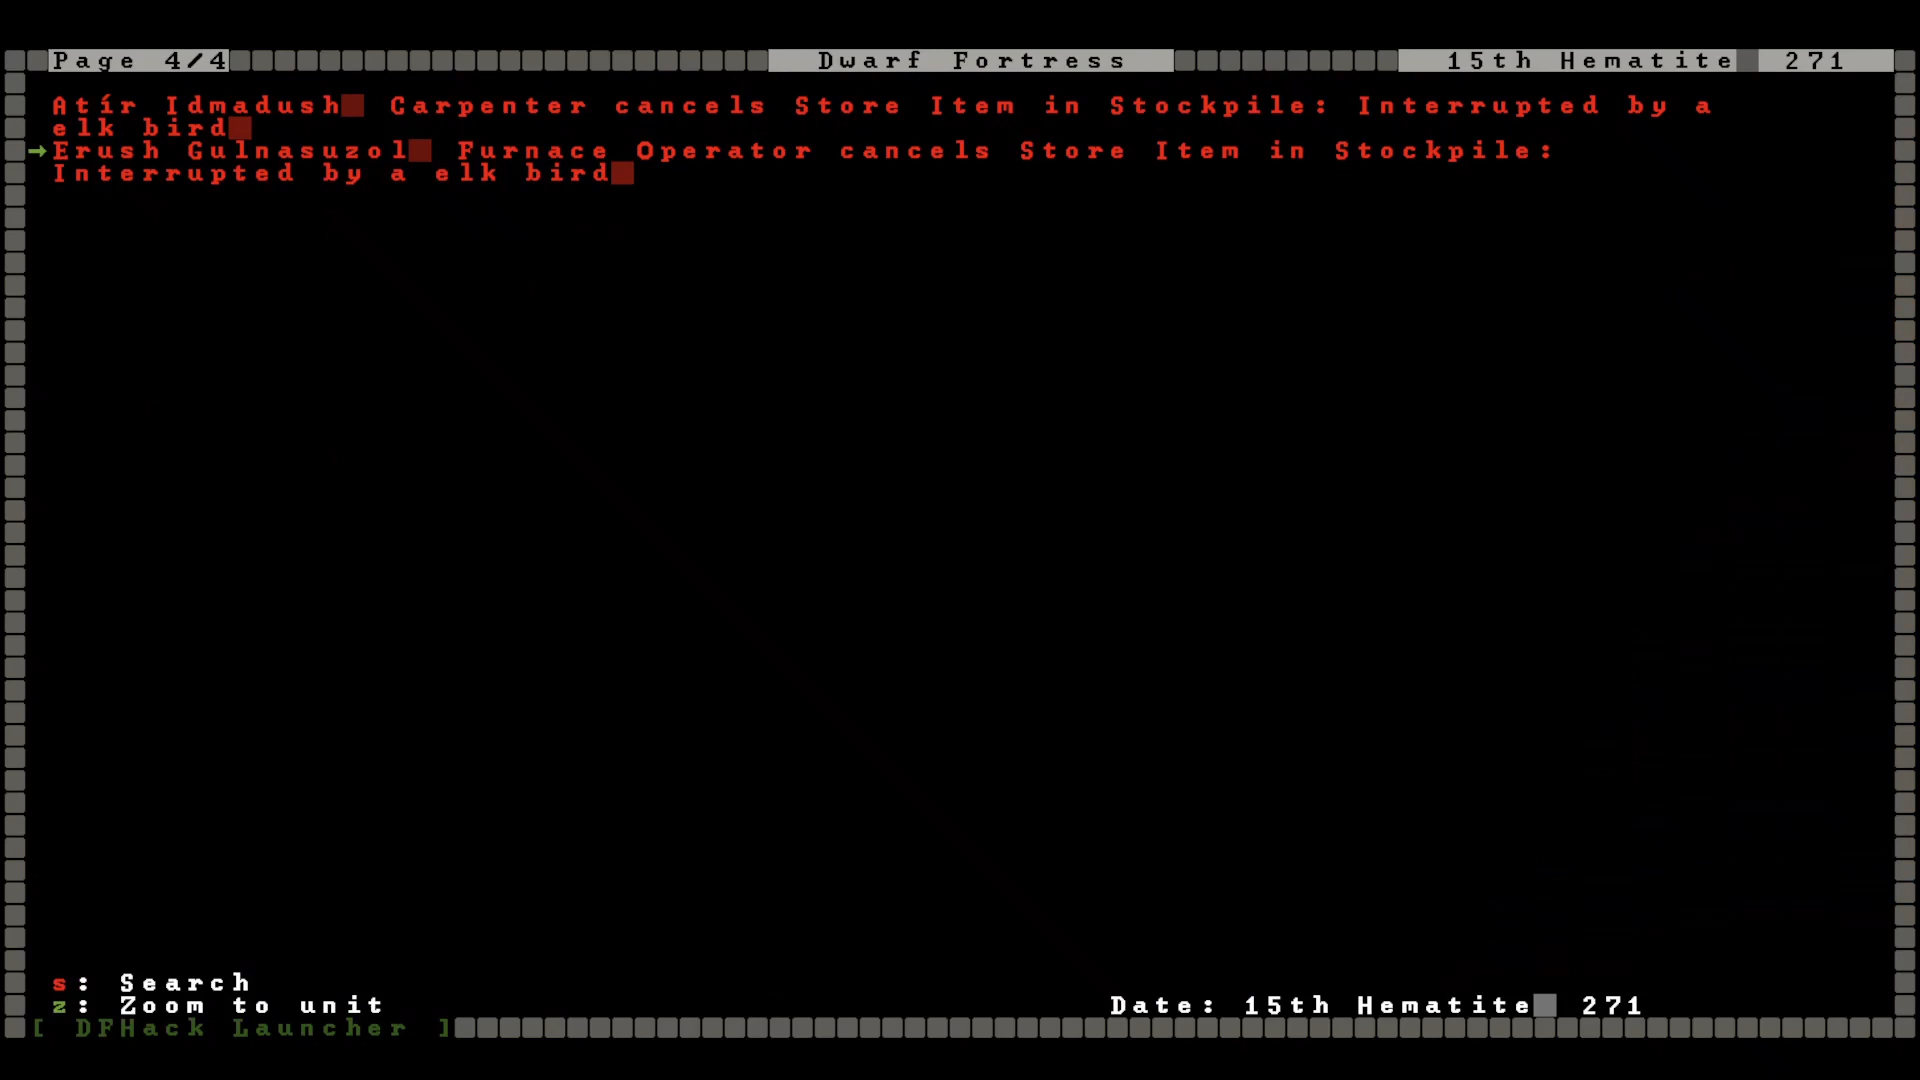 Page 4/4 Dwarf Fortress 15th Hematite 271
Atír Idmadush Carpenter cancels Store Item in Stockpile: Interrupted by a
elk bird
→Erush Gulnasuzol Furnace Operator cancels Store Item in Stockpile:
Interrupted by a elk bird
s: Search
z: Zoom to unit Date: 15th Hematite 271
[ DFHack Launcher ]